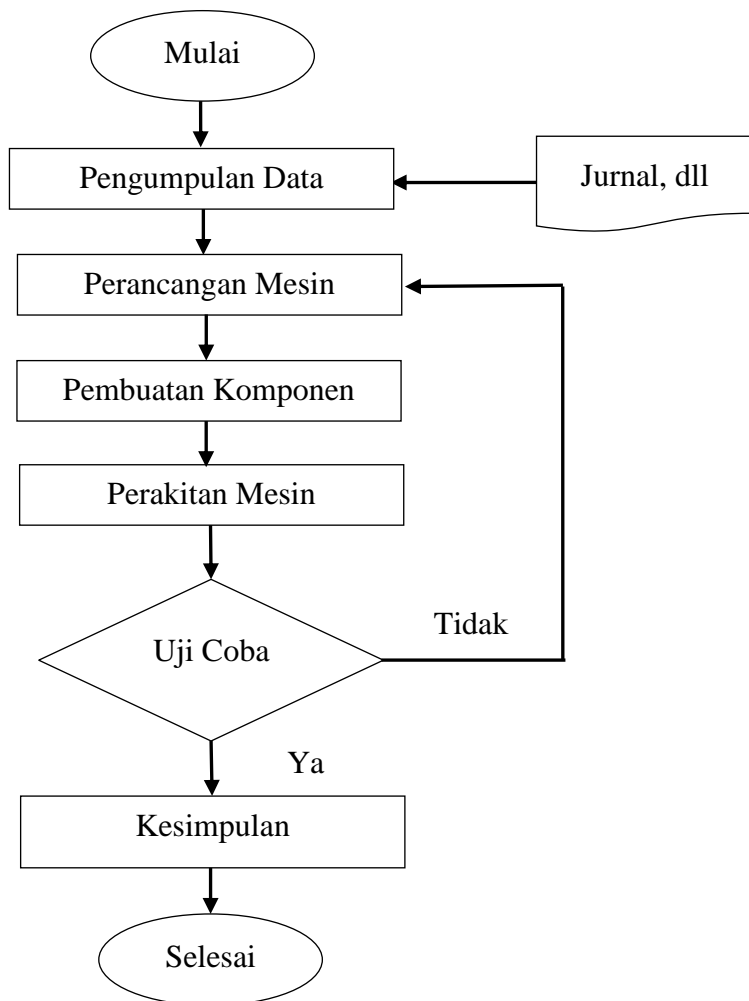 Mulai
Pengumpulan Data
Jurnal, dll
Perancangan Mesin
Pembuatan Komponen
Perakitan Mesin
Uji Coba
Tidak
Ya
Kesimpulan
Selesai